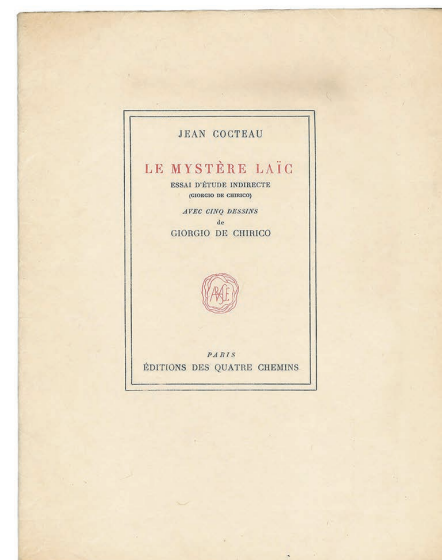 JEAN COCTEAU
LE MYSTÈRE LAÏC
ESSAI D'ÉTUDE INDIRECTE
(GIORGIO DE CHIRICO)
AVEC CINQ DESSINS
de
GIORGIO DE CHIRICO
PARIS
ÉDITIONS DES QUATRE CHEMINS